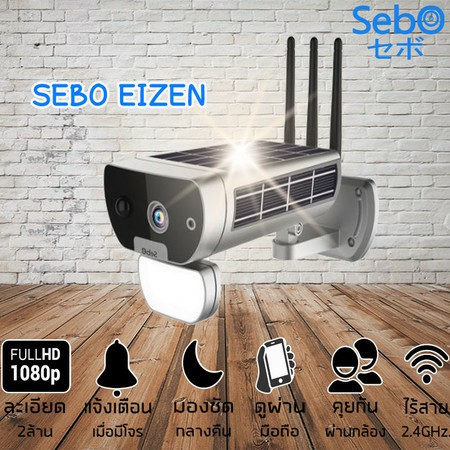 SebO
セボ
SEBO EIZEN
FULLHD
1080p
ละเอียด
2ล้าน
แจ้งเตือน
เมื่อมีโจร
มองชัด
กลางคืน
ดูผ่าน
มือถือ
คุยกัน
ผ่านกล้อง
ไร้สาย
2.4GHz.